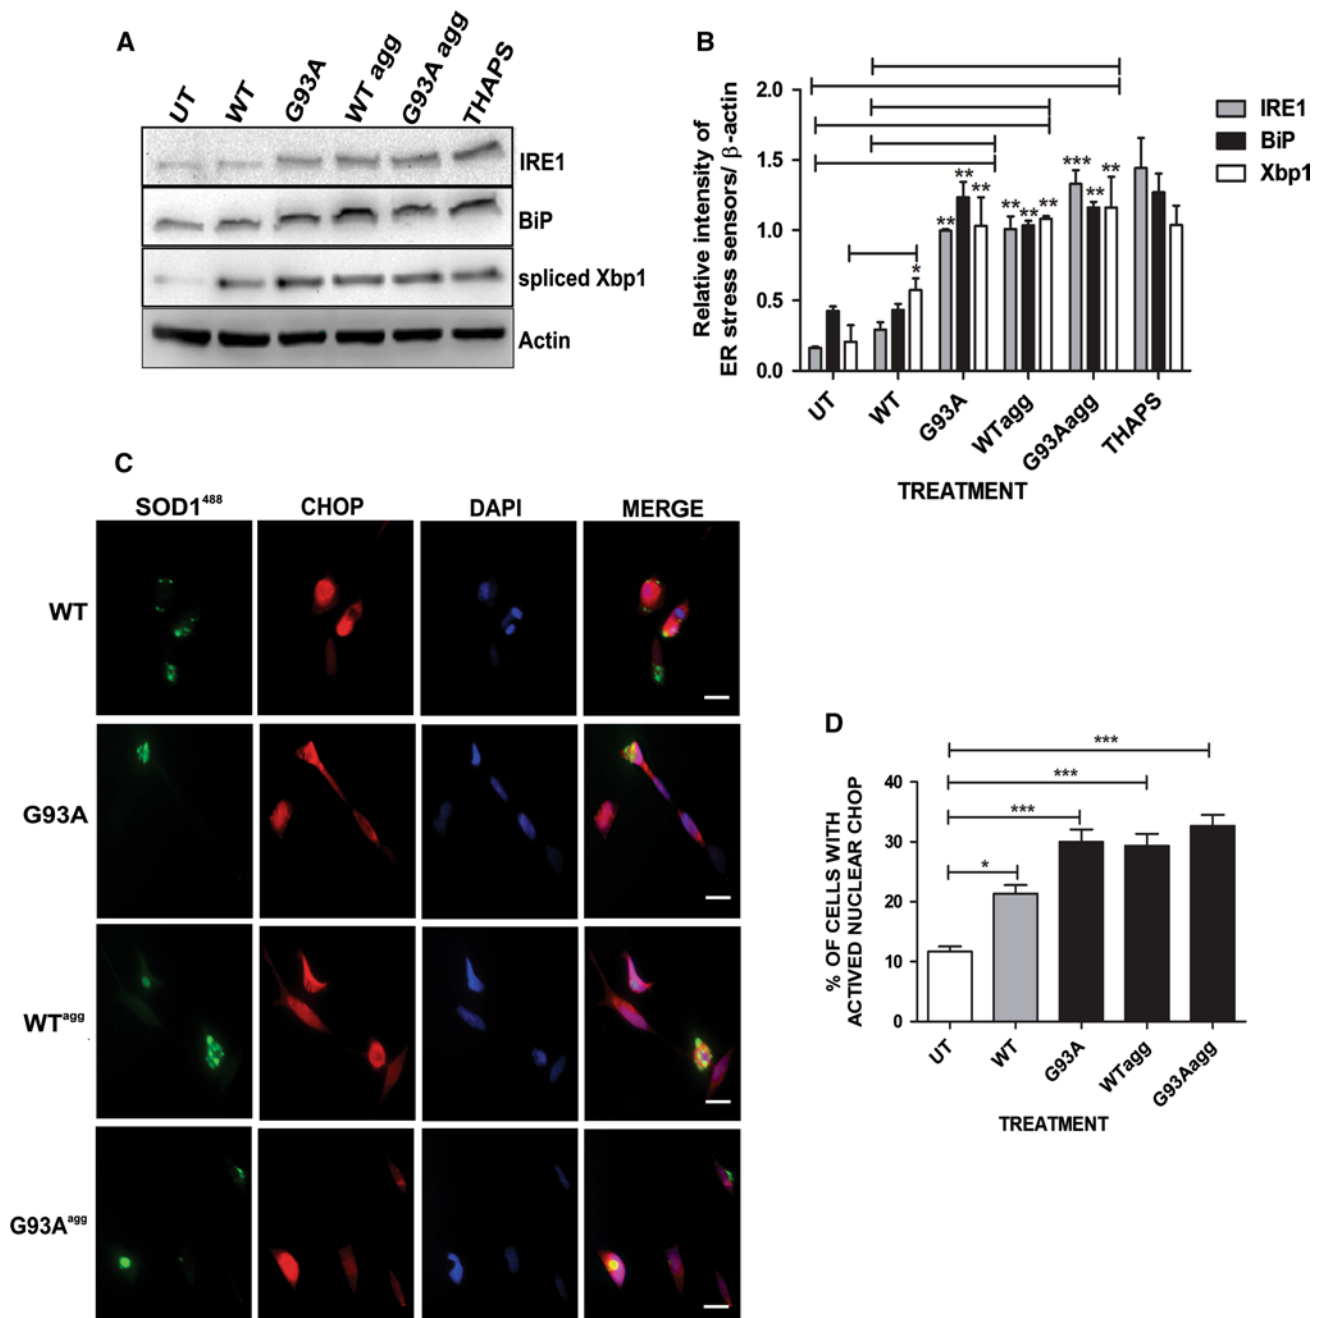 A
UT
WT
G93A
WT agg
G93A agg
THAPS
IRE1
BiP
spliced Xbp1
Actin
B
Relative intensity of
ER stress sensors/ β-actin
2.0
1.5
1.0
0.5
0.0
*
**
**
**
**
**
**
***
**
**
IRE1
BiP
Xbp1
UT
WT
G93A
WTagg
G93Aagg
THAPS
TREATMENT
C
SOD1488 CHOP DAPI MERGE
WT
G93A
WTagg
G93Aagg
D
% OF CELLS WITH
ACTIVED NUCLEAR CHOP
40
30
20
10
0
***
***
***
*
UT
WT
G93A
WTagg
G93Aagg
TREATMENT